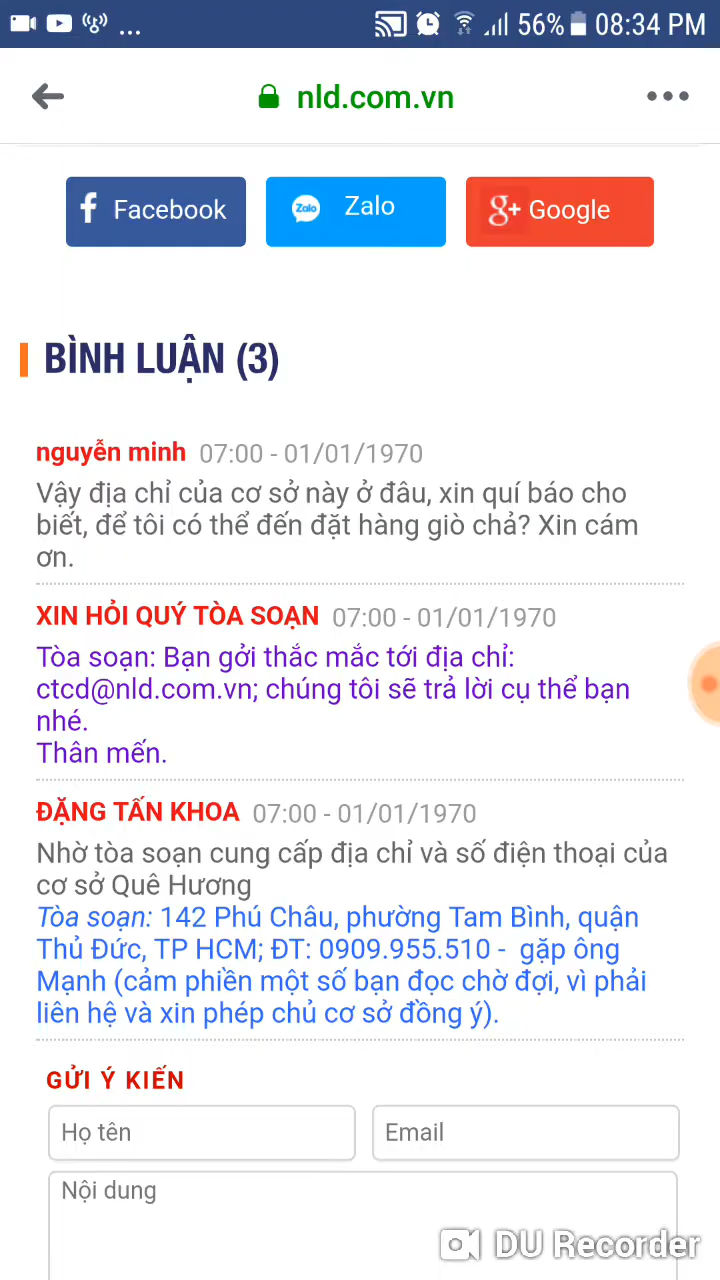 ... 56% 08:34 PM
nld.com.vn
Facebook Zalo Zalo g+ Google
BÌNH LUẬN (3)
nguyễn minh 07:00 - 01/01/1970
Vậy địa chỉ của cơ sở này ở đâu, xin quí báo cho
biết, để tôi có thể đến đặt hàng giò chả? Xin cám
ơn.
XIN HỎI QUÝ TÒA SOẠN 07:00 - 01/01/1970
Tòa soạn: Bạn gởi thắc mắc tới địa chỉ:
ctcd@nld.com.vn; chúng tôi sẽ trả lời cụ thể bạn
nhé.
Thân mến.
ĐẶNG TẤN KHOA 07:00 - 01/01/1970
Nhờ tòa soạn cung cấp địa chỉ và số điện thoại của
cơ sở Quê Hương
Tòa soạn: 142 Phú Châu, phường Tam Bình, quận
Thủ Đức, TP HCM; ĐT: 0909.955.510 - gặp ông
Mạnh (cảm phiền một số bạn đọc chờ đợi, vì phải
liên hệ và xin phép chủ cơ sở đồng ý).
GỬI Ý KIẾN
Họ tên Email
Nội dung
DU Recorder